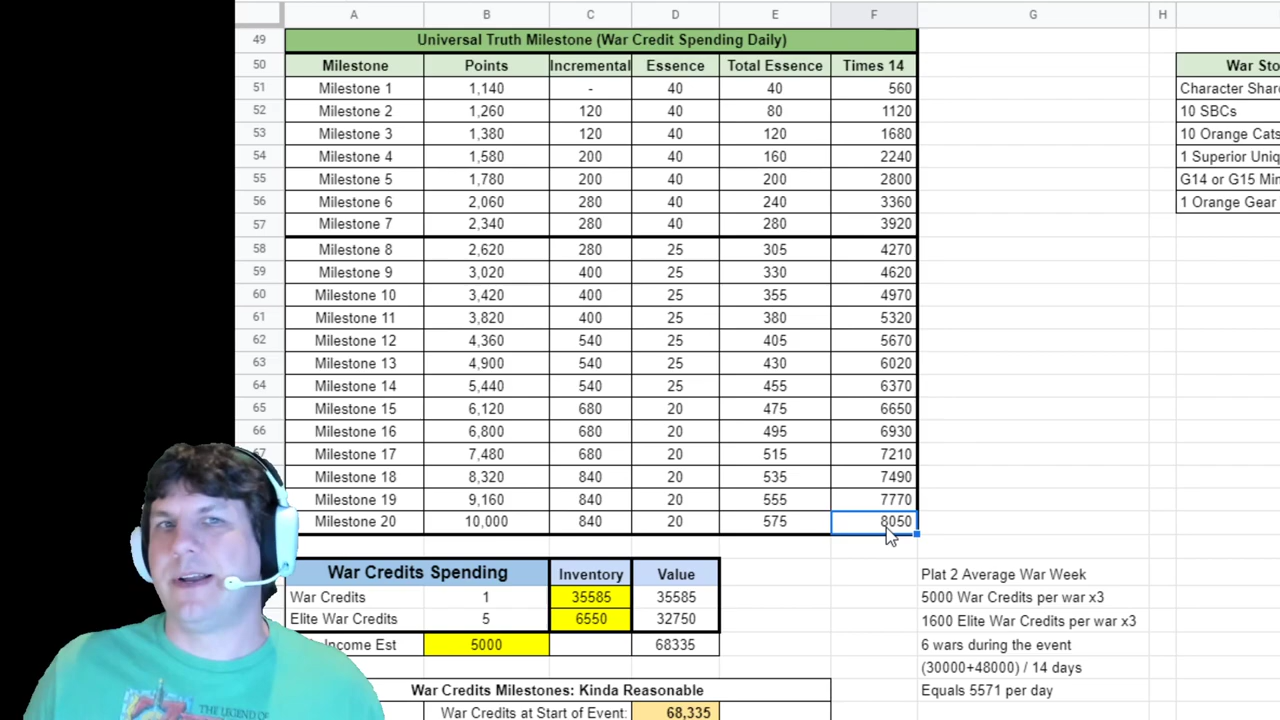 A B C D E F G H
49 Universal Truth Milestone (War Credit Spending Daily)
50 Milestone Points Incremental Essence Total Essence Times 14 War Sto
51 Milestone 1 1,140 - 40 40 560 Character Shar
52 Milestone 2 1,260 120 40 80 1120 10 SBCs
53 Milestone 3 1,380 120 40 120 1680 10 Orange Cats
54 Milestone 4 1,580 200 40 160 2240 1 Superior Uniq
55 Milestone 5 1,780 200 40 200 2800 G14 or G15 Min
56 Milestone 6 2,060 280 40 240 3360 1 Orange Gear
57 Milestone 7 2,340 280 40 280 3920
58 Milestone 8 2,620 280 25 305 4270
59 Milestone 9 3,020 400 25 330 4620
60 Milestone 10 3,420 400 25 355 4970
61 Milestone 11 3,820 400 25 380 5320
62 Milestone 12 4,360 540 25 405 5670
63 Milestone 13 4,900 540 25 430 6020
64 Milestone 14 5,440 540 25 455 6370
65 Milestone 15 6,120 680 20 475 6650
66 Milestone 16 6,800 680 20 495 6930
67 Milestone 17 7,480 680 20 515 7210
Milestone 18 8,320 840 20 535 7490
Milestone 19 9,160 840 20 555 7770
Milestone 20 10,000 840 20 575 8050
War Credits Spending Inventory Value Plat 2 Average War Week
War Credits 1 35585 35585 5000 War Credits per war x3
Elite War Credits 5 6550 32750 1600 Elite War Credits per war x3
Income Est 5000 68335 6 wars during the event
(30000+48000) / 14 days
War Credits Milestones: Kinda Reasonable Equals 5571 per day
War Credits at Start of Event: 68,335
THE LEGEND OF